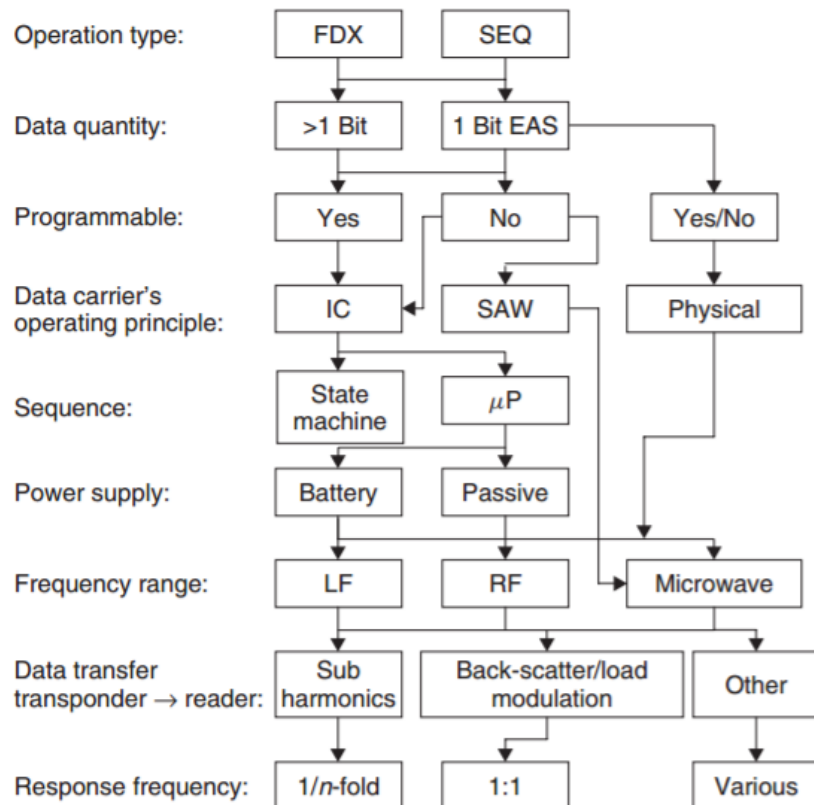 Operation type: FDX SEQ
Data quantity: >1 Bit 1 Bit EAS
Programmable: Yes No Yes/No
Data carrier's
operating principle: IC SAW Physical
Sequence: State
machine μP
Power supply: Battery Passive
Frequency range: LF RF Microwave
Data transfer
transponder → reader: Sub
harmonics Back-scatter/load
modulation Other
Response frequency: 1/n-fold 1:1 Various